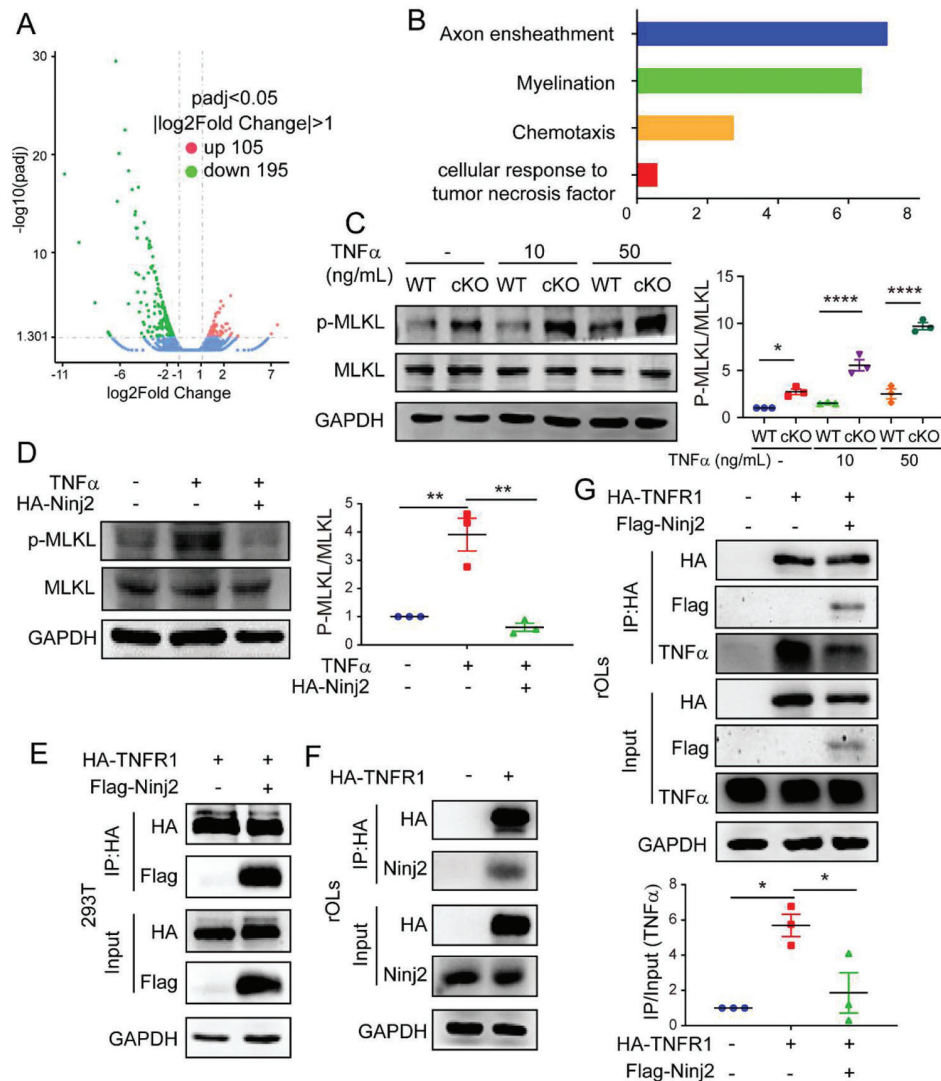 A
30
20
10
1.301
-log10(padj)
padj<0.05
|log2Fold Change|>1
up 105
down 195
-11
-6
-2 -1
1
2
7
log2Fold Change
B
Axon ensheathment
Myelination
Chemotaxis
cellular response to
tumor necrosis factor
0 2 4 6 8
C
TNFα - 10 50
(ng/mL)
WT cKO WT cKO WT cKO
p-MLKL
MLKL
GAPDH
P-MLKL/MLKL
15
10
5
0
* **** ****
WT cKO WT cKO WT cKO
TNFα (ng/mL) - 10 50
D
TNFα - + +
HA-Ninj2 - - +
p-MLKL
MLKL
GAPDH
P-MLKL/MLKL
5
4
3
2
1
0
** **
TNFα - + +
HA-Ninj2 - - +
E
HA-TNFR1 + +
Flag-Ninj2 - +
293T
IP:HA
HA
Flag
Input
HA
Flag
GAPDH
F
HA-TNFR1 - +
rOLs
IP:HA
HA
Ninj2
Input
HA
Ninj2
GAPDH
G
HA-TNFR1 - + +
Flag-Ninj2 - - +
rOLs
IP:HA
HA
Flag
TNFα
Input
HA
Flag
TNFα
GAPDH
IP/Input (TNFα)
8
6
4
2
0
* *
HA-TNFR1 - + +
Flag-Ninj2 - - +